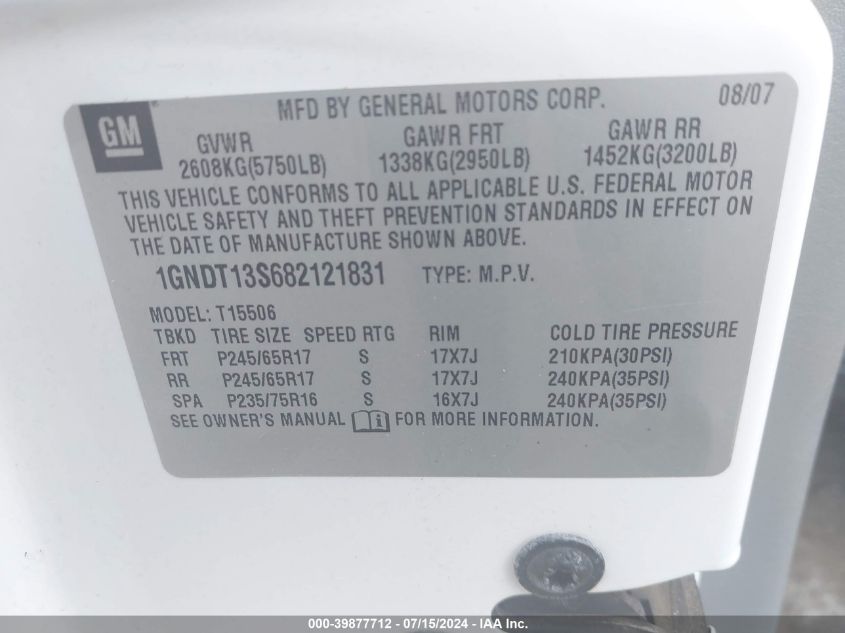 MFD BY GENERAL MOTORS CORP. 08/07
GM
GVWR GAWR FRT GAWR RR
2608KG(5750LB) 1338KG(2950LB) 1452KG(3200LB)
THIS VEHICLE CONFORMS TO ALL APPLICABLE U.S. FEDERAL MOTOR
VEHICLE SAFETY AND THEFT PREVENTION STANDARDS IN EFFECT ON
THE DATE OF MANUFACTURE SHOWN ABOVE.
1GNDT13S682121831 TYPE: M.P.V.
MODEL: T15506
TBKD TIRE SIZE SPEED RTG RIM COLD TIRE PRESSURE
FRT P245/65R17 S 17X7J 210KPA(30PSI)
RR P245/65R17 S 17X7J 240KPA(35PSI)
SPA P235/75R16 S 16X7J 240KPA(35PSI)
SEE OWNER'S MANUAL i FOR MORE INFORMATION.
000-39877712 - 07/15/2024 - IAAI Inc.